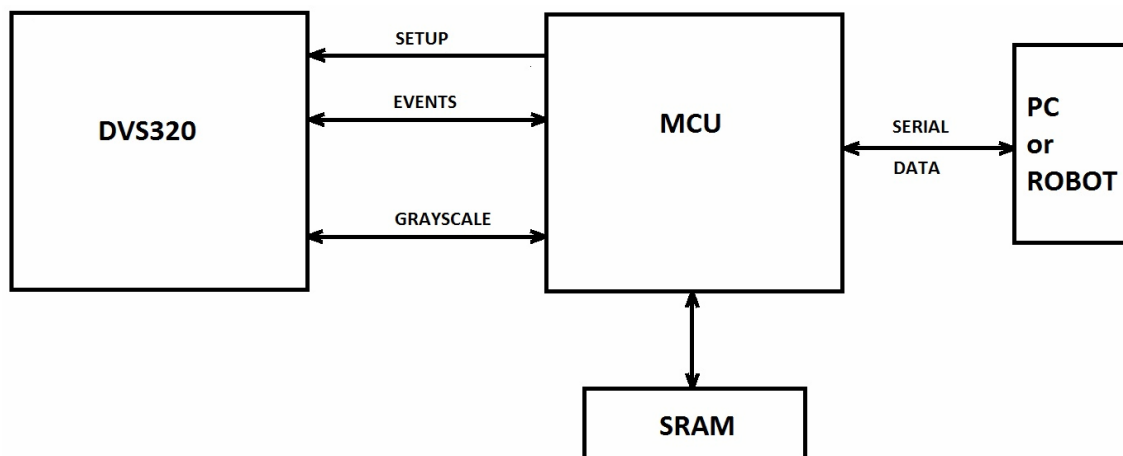 SETUP
DVS320
EVENTS
GRAYSCALE
MCU
SERIAL
DATA
PC
or
ROBOT
SRAM